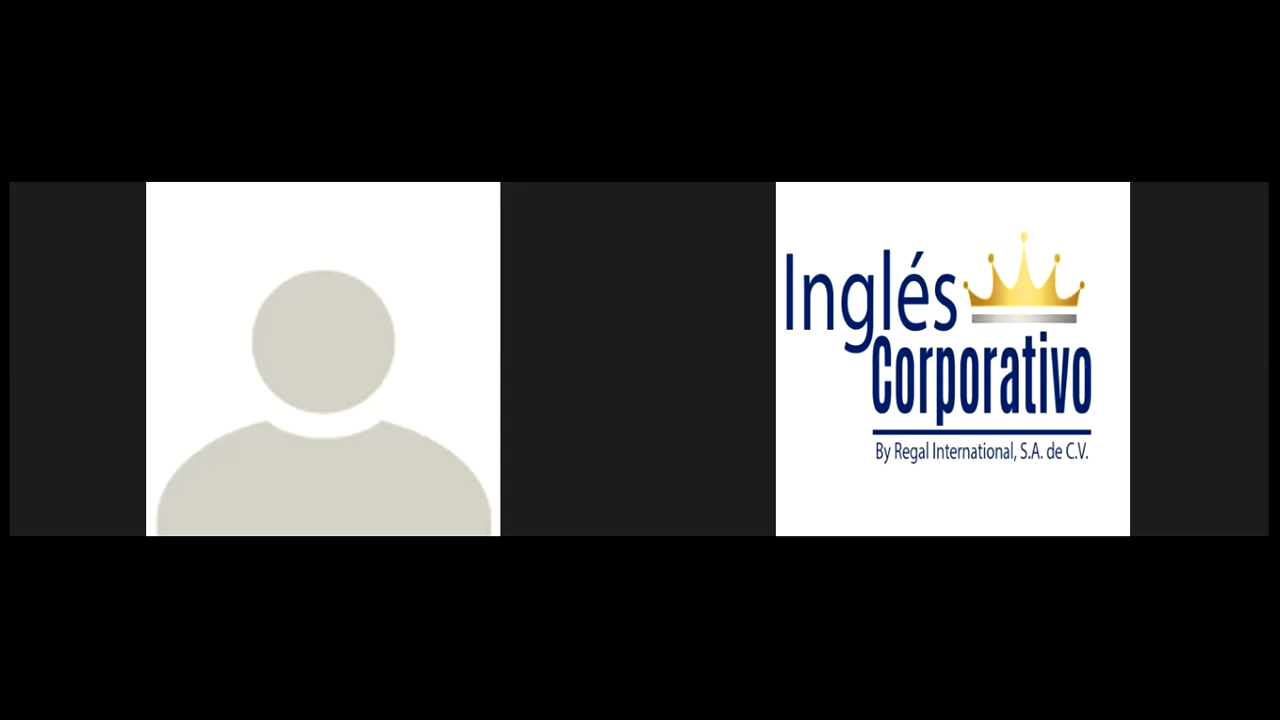 Inglés
Corporativo
By Regal International, S.A. de C.V.